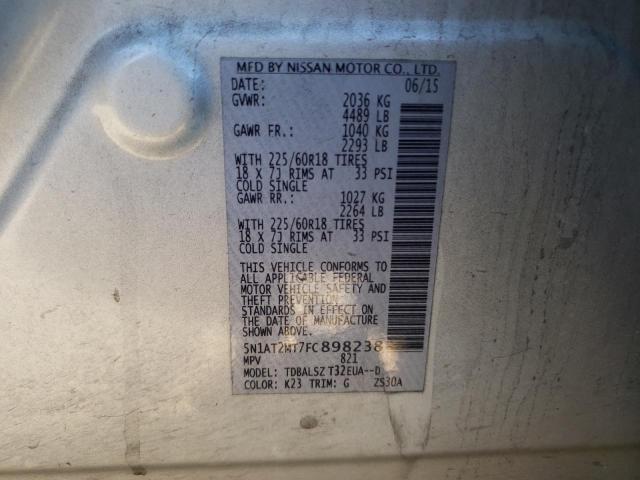 MFD BY NISSAN MOTOR CO., LTD.
DATE: 06/15
GVWR: 2036 KG
4489 LB
GAWR FR.: 1040 KG
2293 LB
WITH 225/60R18 TIRES
18 X 7J RIMS AT 33 PSI
COLD SINGLE
GAWR RR.: 1027 KG
2264 LB
WITH 225/60R18 TIRES
18 X 7J RIMS AT 33 PSI
COLD SINGLE
THIS VEHICLE CONFORMS TO
ALL APPLICABLE FEDERAL
MOTOR VEHICLE SAFETY AND
THEFT PREVENTION
STANDARDS IN EFFECT ON
THE DATE OF MANUFACTURE
SHOWN ABOVE.
5N1AT2MT7FC898238
MPV 821
MODEL: TDBALSZ T32EUA--D
COLOR: K23 TRIM: G ZS30A